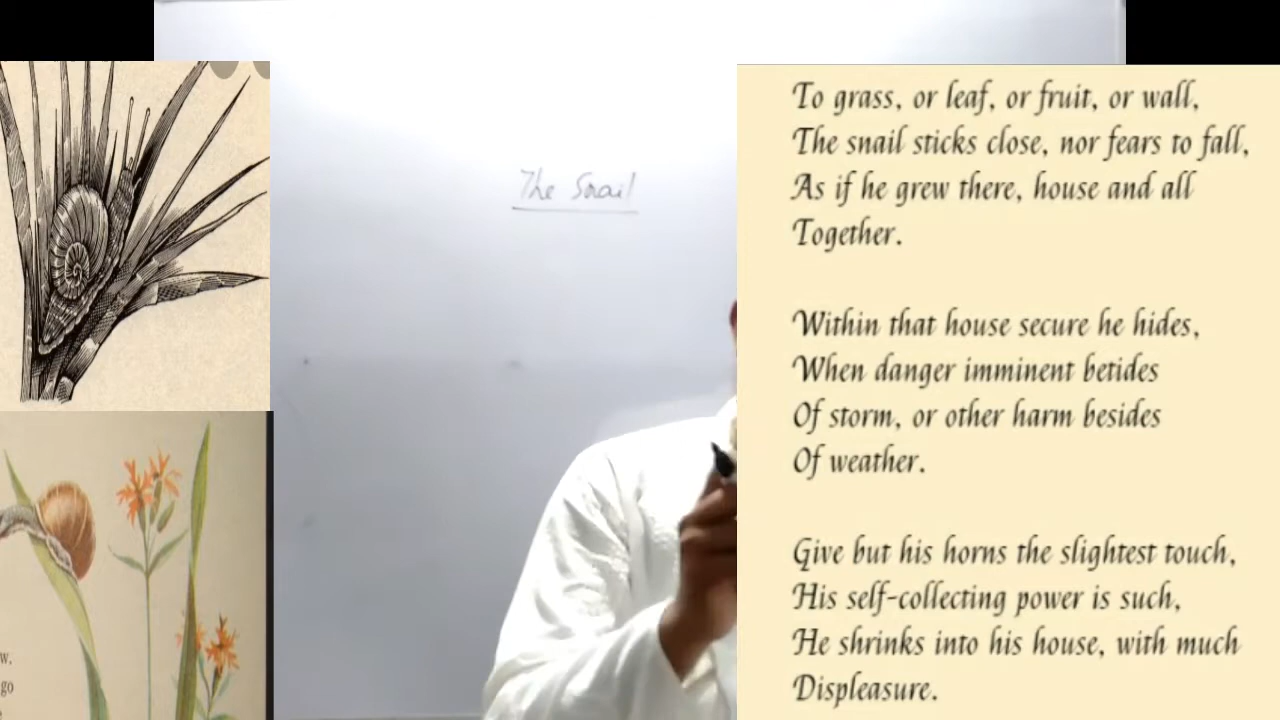 The Snail
To grass, or leaf, or fruit, or wall,
The snail sticks close, nor fears to fall,
As if he grew there, house and all
Together.
Within that house secure he hides,
When danger imminent betides
Of storm, or other harm besides
Of weather.
Give but his horns the slightest touch,
His self-collecting power is such,
He shrinks into his house, with much
Displeasure.
w.
go